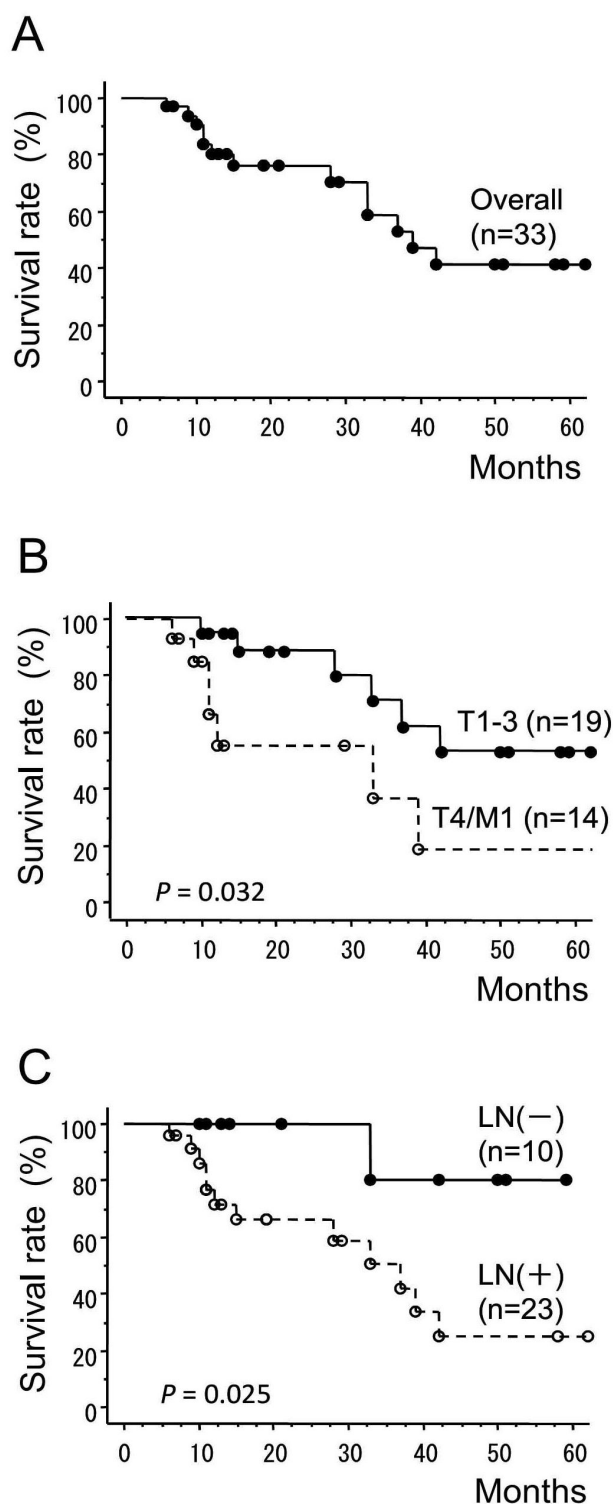 A
Survival rate (%)
100
80
60
40
20
0
Overall
(n=33)
0 10 20 30 40 50 60
Months
B
Survival rate (%)
100
80
60
40
20
0
T1-3 (n=19)
T4/M1 (n=14)
P = 0.032
0 10 20 30 40 50 60
Months
C
Survival rate (%)
100
80
60
40
20
0
LN(－)
(n=10)
LN(＋)
(n=23)
P = 0.025
0 10 20 30 40 50 60
Months